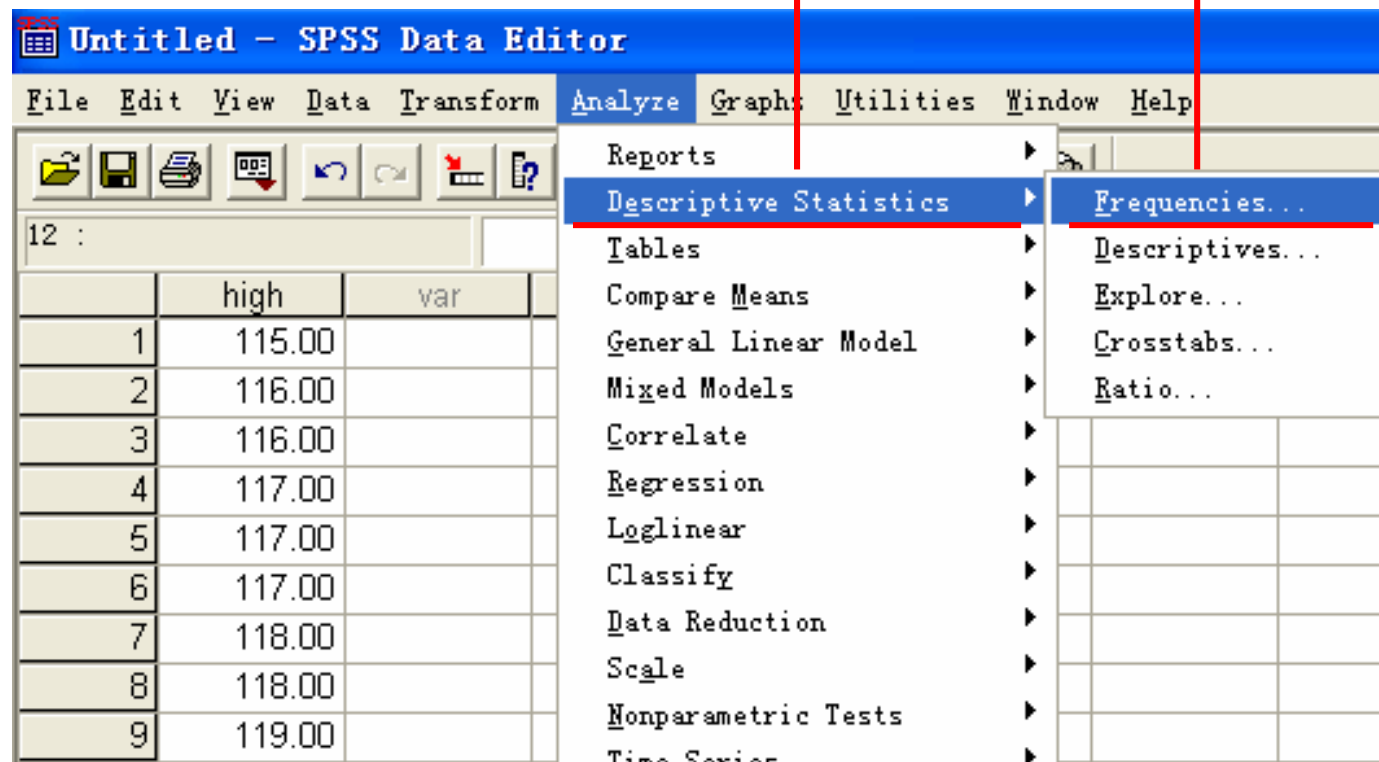 SPSS
Untitled - SPSS Data Editor
File Edit View Data Transform Analyze Graphs Utilities Window Help
Reports
Descriptive Statistics
Tables
Compare Means
General Linear Model
Mixed Models
Correlate
Regression
Loglinear
Classify
Data Reduction
Scale
Nonparametric Tests
Time Series
Frequencies...
Descriptives...
Explore...
Crosstabs...
Ratio...
12 :
high var
1 115.00
2 116.00
3 116.00
4 117.00
5 117.00
6 117.00
7 118.00
8 118.00
9 119.00